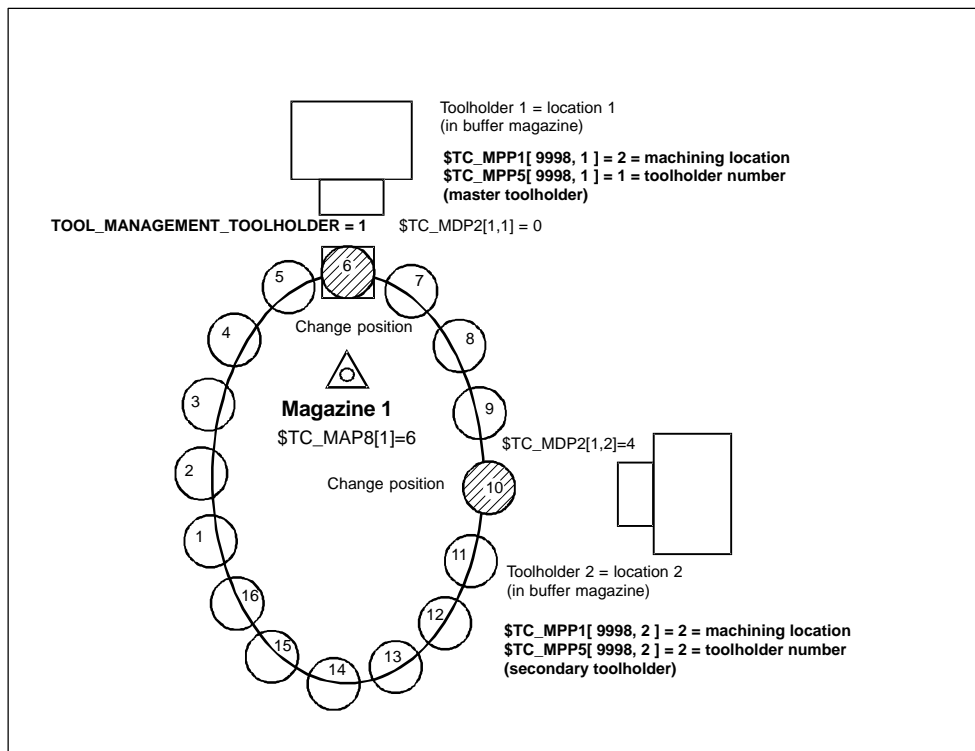 Toolholder 1 = location 1
(in buffer magazine)
$TC_MPP1[ 9998, 1 ] = 2 = machining location
$TC_MPP5[ 9998, 1 ] = 1 = toolholder number
(master toolholder)
TOOL_MANAGEMENT_TOOLHOLDER = 1 $TC_MDP2[1,1] = 0
6
5
7
Change position
4
8
3
Magazine 1
9
$TC_MAP8[1]=6
$TC_MDP2[1,2]=4
2
Change position
10
1
11
Toolholder 2 = location 2
(in buffer magazine)
16
12
$TC_MPP1[ 9998, 2 ] = 2 = machining location
15
13
$TC_MPP5[ 9998, 2 ] = 2 = toolholder number
14
(secondary toolholder)